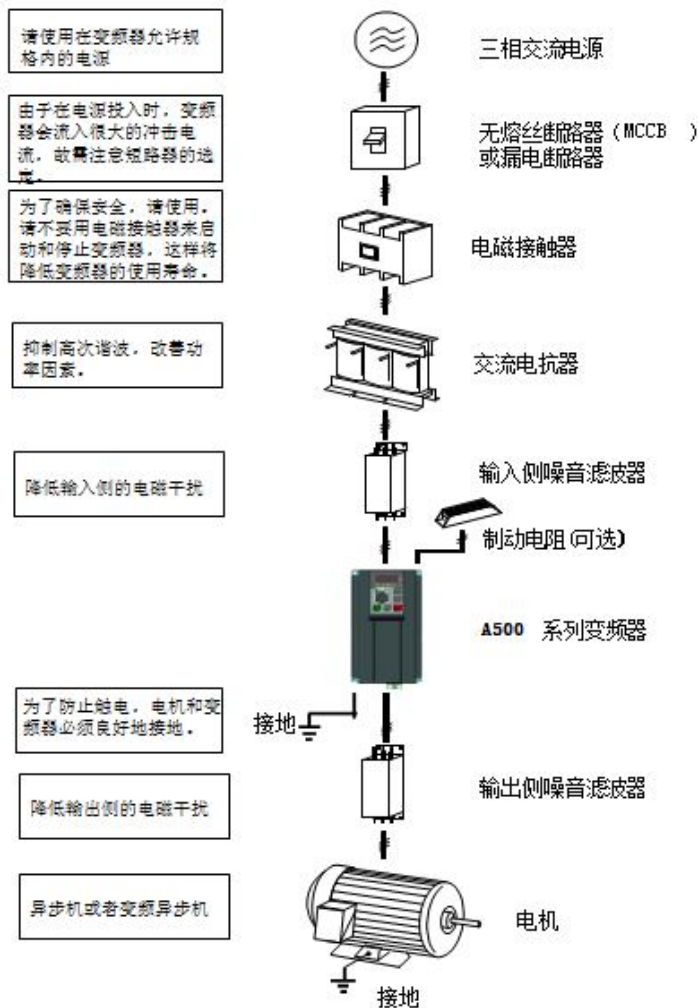 请使用在变频器允许规
格内的电源
三相交流电源
由于在电源投入时，变频
器会流入很大的冲击电
流，故需注意短路器的选
定。
无熔丝断路器(MCCB )
或漏电断路器
为了确保安全，请使用。
请不要用电磁接触器来启
动和停止变频器，这样将
降低变频器的使用寿命。
电磁接触器
抑制高次谐波，改善功
率因素。
交流电抗器
降低输入侧的电磁干扰
输入侧噪音滤波器
制动电阻(可选)
A500 系列变频器
为了防止触电，电机和变
频器必须良好地接地。
接地
降低输出侧的电磁干扰
输出侧噪音滤波器
异步机或者变频异步机
电机
接地